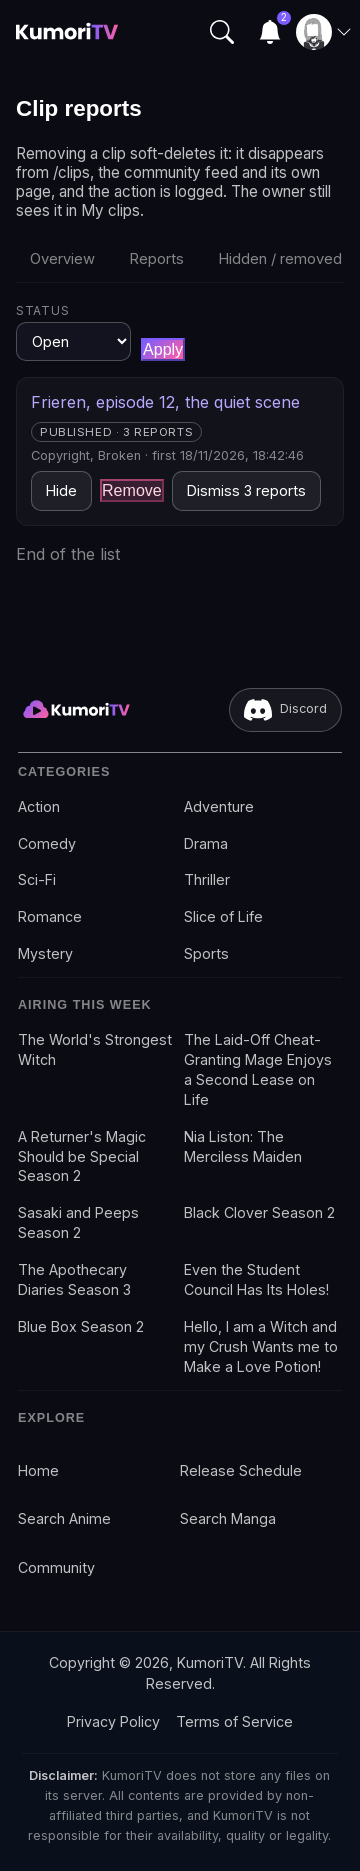 KumoriTV
2
Clip reports
Removing a clip soft-deletes it: it disappears
from /clips, the community feed and its own
page, and the action is logged. The owner still
sees it in My clips.
Overview Reports Hidden / removed
STATUS
Open Apply
Frieren, episode 12, the quiet scene
PUBLISHED · 3 REPORTS
Copyright, Broken · first 18/11/2026, 18:42:46
Hide Remove Dismiss 3 reports
End of the list
KumoriTV Discord
CATEGORIES
Action Adventure
Comedy Drama
Sci-Fi Thriller
Romance Slice of Life
Mystery Sports
AIRING THIS WEEK
The World's Strongest
Witch
The Laid-Off Cheat-
Granting Mage Enjoys
a Second Lease on
Life
A Returner's Magic
Should be Special
Season 2
Nia Liston: The
Merciless Maiden
Sasaki and Peeps
Season 2
Black Clover Season 2
The Apothecary
Diaries Season 3
Even the Student
Council Has Its Holes!
Blue Box Season 2
Hello, I am a Witch and
my Crush Wants me to
Make a Love Potion!
EXPLORE
Home Release Schedule
Search Anime Search Manga
Community
Copyright © 2026, KumoriTV. All Rights
Reserved.
Privacy Policy Terms of Service
Disclaimer: KumoriTV does not store any files on
its server. All contents are provided by non-
affiliated third parties, and KumoriTV is not
responsible for their availability, quality or legality.